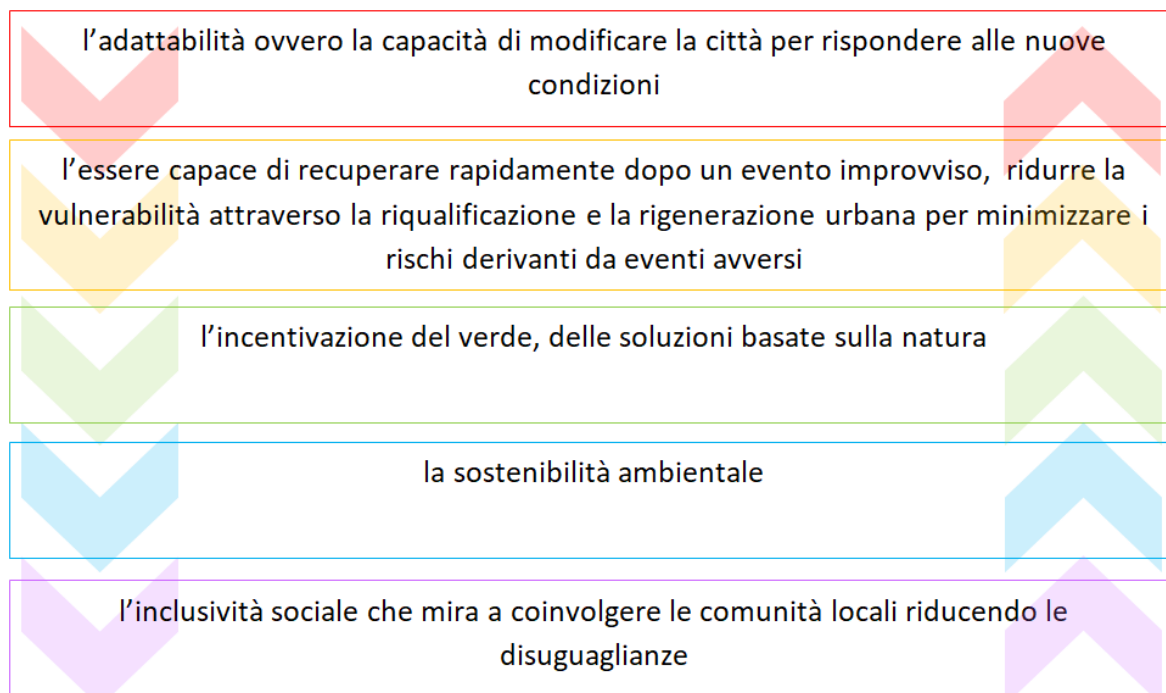 l'adattabilità ovvero la capacità di modificare la città per rispondere alle nuove
condizioni
l'essere capace di recuperare rapidamente dopo un evento improvviso, ridurre la
vulnerabilità attraverso la riqualificazione e la rigenerazione urbana per minimizzare i
rischi derivanti da eventi avversi
l'incentivazione del verde, delle soluzioni basate sulla natura
la sostenibilità ambientale
l'inclusività sociale che mira a coinvolgere le comunità locali riducendo le
disuguaglianze